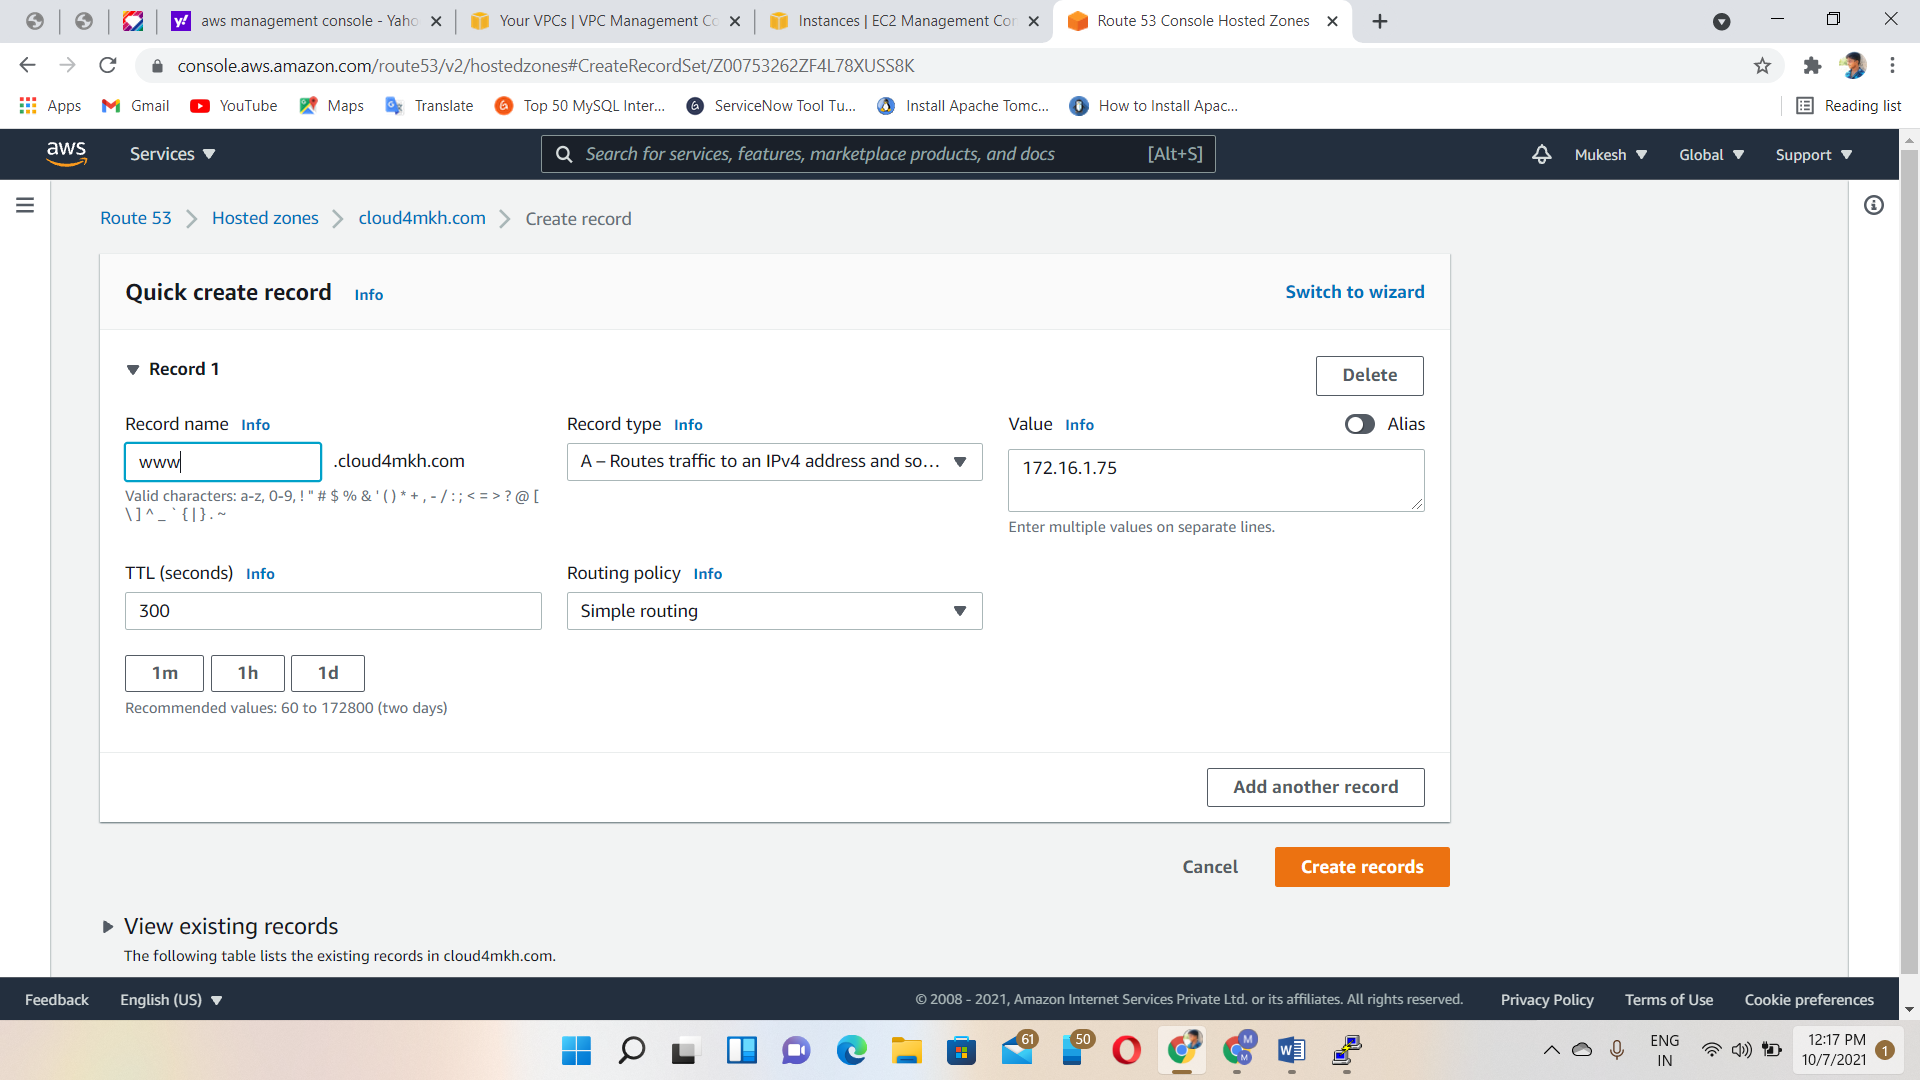 aws management console - Yaho
Your VPCs | VPC Management Co
Instances | EC2 Management Con
Route 53 Console Hosted Zones
console.aws.amazon.com/route53/v2/hostedzones#CreateRecordSet/Z00753262ZF4L78XUSS8K
Apps
Gmail
YouTube
Maps
Translate
Top 50 MySQL Inter...
ServiceNow Tool Tu...
Install Apache Tomc...
How to Install Apac...
Reading list
aws
Services
Search for services, features, marketplace products, and docs
[Alt+S]
Mukesh
Global
Support
Route 53
Hosted zones
cloud4mkh.com
Create record
Quick create record
Info
Switch to wizard
Record 1
Delete
Record name Info
www
.cloud4mkh.com
Valid characters: a-z, 0-9, ! " # $ % & ' ( ) * + , - / : ; < = > ? @ [
\ ] ^ _ ` { | } . ~
Record type Info
A – Routes traffic to an IPv4 address and so...
Value Info
Alias
172.16.1.75
Enter multiple values on separate lines.
TTL (seconds) Info
300
Routing policy Info
Simple routing
1m
1h
1d
Recommended values: 60 to 172800 (two days)
Add another record
Cancel
Create records
View existing records
The following table lists the existing records in cloud4mkh.com.
Feedback
English (US)
© 2008 - 2021, Amazon Internet Services Private Ltd. or its affiliates. All rights reserved.
Privacy Policy
Terms of Use
Cookie preferences
61
50
M
M
ENG
IN
12:17 PM
10/7/2021
1